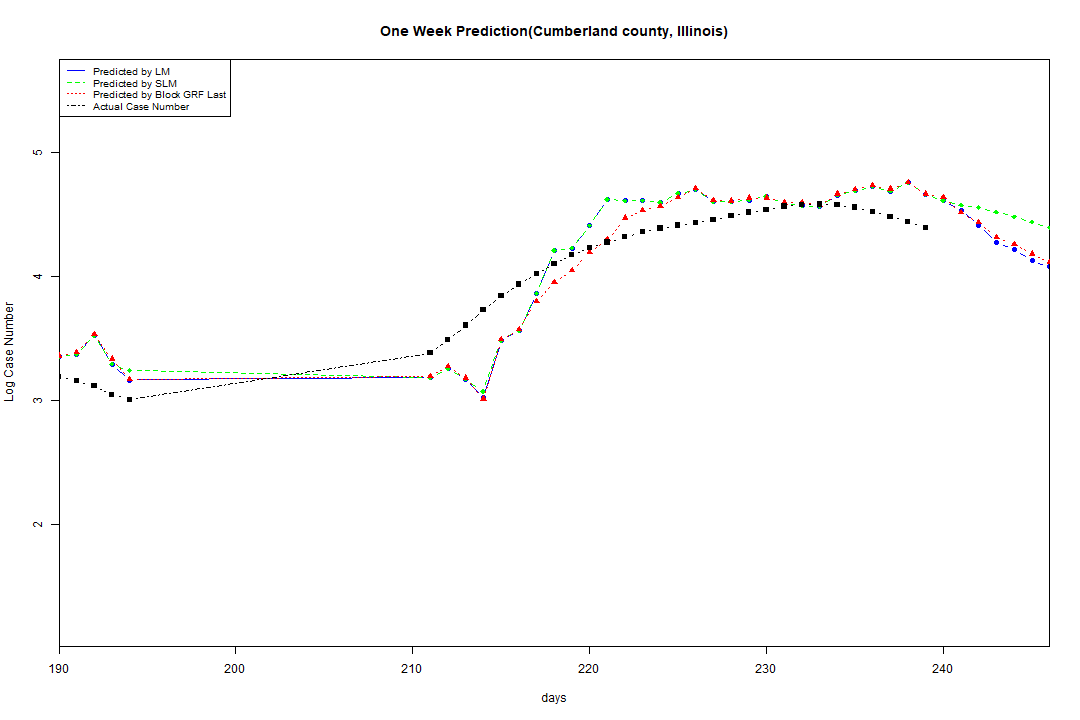 One Week Prediction(Cumberland county, Illinois)
Predicted by LM
Predicted by SLM
Predicted by Block GRF Last
Actual Case Number
5
4
3
2
Log Case Number
190 200 210 220 230 240
days